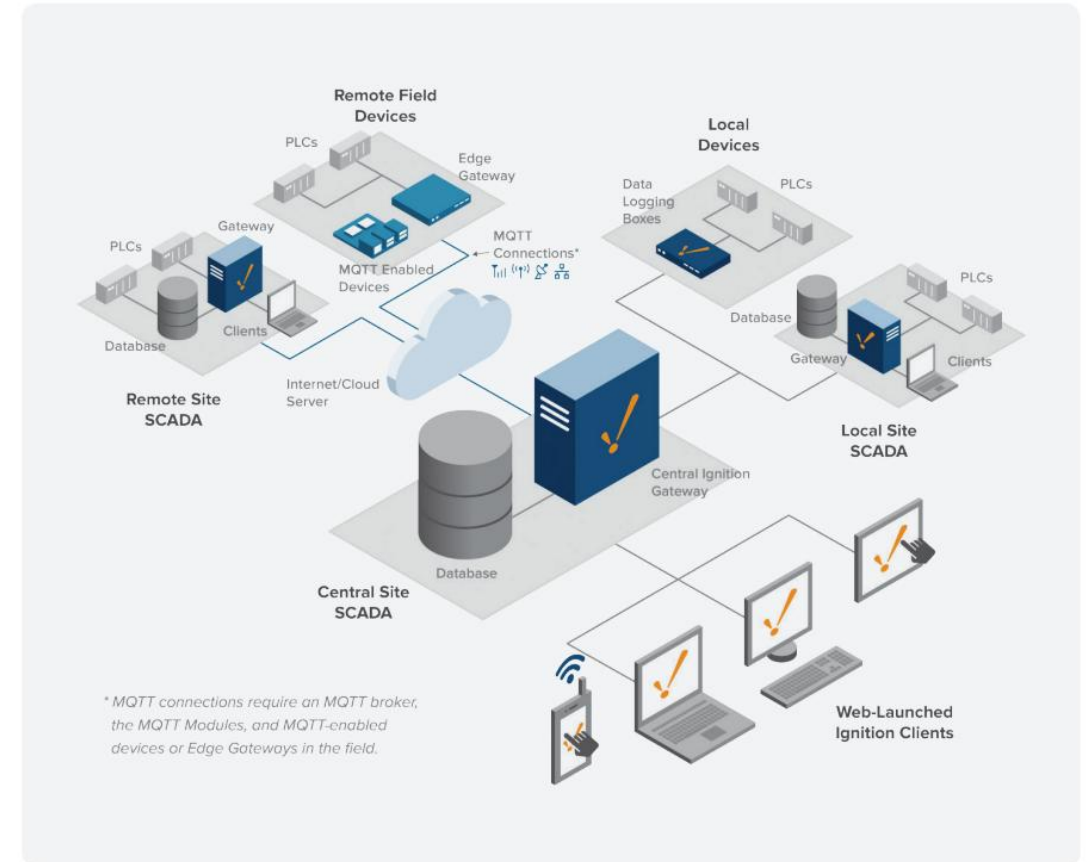 Remote Field
Devices
PLCs
Edge
Gateway
MQTT Enabled
Devices
MQTT
Connections*
Local
Devices
Data
Logging
Boxes
PLCs
Gateway
PLCs
Database
Clients
Remote Site
SCADA
Internet/Cloud
Server
PLCs
Database
Gateway
Clients
Local Site
SCADA
Central Ignition
Gateway
Database
Central Site
SCADA
Web-Launched
Ignition Clients
* MQTT connections require an MQTT broker,
the MQTT Modules, and MQTT-enabled
devices or Edge Gateways in the field.